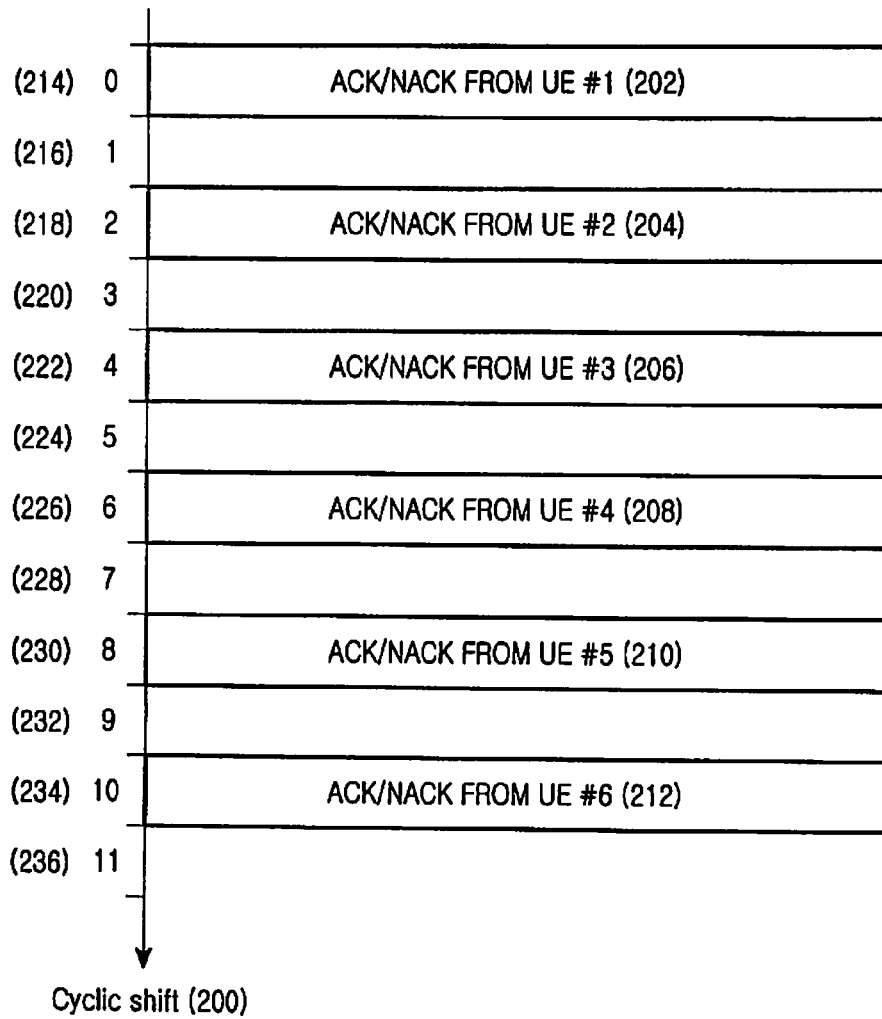 (214) 0 ACK/NACK FROM UE #1 (202)
(216) 1
(218) 2 ACK/NACK FROM UE #2 (204)
(220) 3
(222) 4 ACK/NACK FROM UE #3 (206)
(224) 5
(226) 6 ACK/NACK FROM UE #4 (208)
(228) 7
(230) 8 ACK/NACK FROM UE #5 (210)
(232) 9
(234) 10 ACK/NACK FROM UE #6 (212)
(236) 11
Cyclic shift (200)